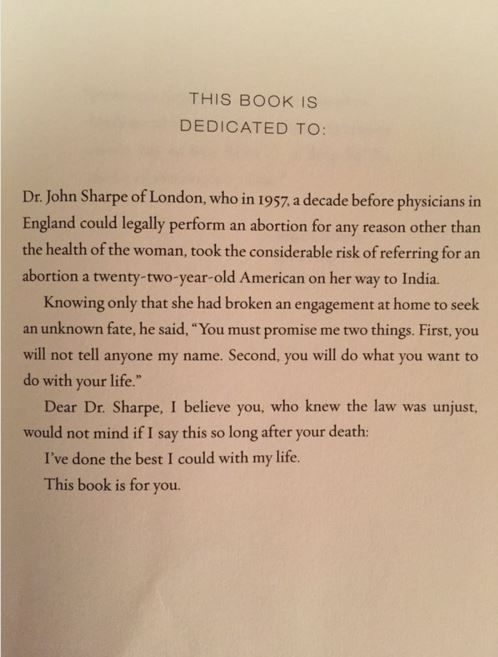 THIS BOOK IS
DEDICATED TO:
Dr. John Sharpe of London, who in 1957, a decade before physicians in
England could legally perform an abortion for any reason other than
the health of the woman, took the considerable risk of referring for an
abortion a twenty-two-year-old American on her way to India.
Knowing only that she had broken an engagement at home to seek
an unknown fate, he said, “You must promise me two things. First, you
will not tell anyone my name. Second, you will do what you want to
do with your life.”
Dear Dr. Sharpe, I believe you, who knew the law was unjust,
would not mind if I say this so long after your death:
I’ve done the best I could with my life.
This book is for you.